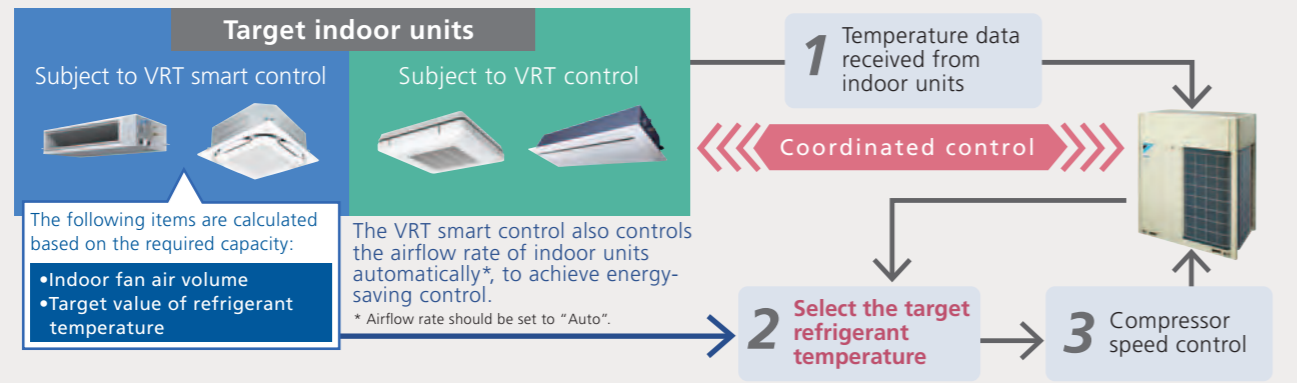 Target indoor units
Subject to VRT smart control
Subject to VRT control
The following items are calculated
based on the required capacity:
•Indoor fan air volume
•Target value of refrigerant
temperature
The VRT smart control also controls
the airflow rate of indoor units
automatically*, to achieve energy-
saving control.
* Airflow rate should be set to “Auto”.
1
Temperature data
received from
indoor units
Coordinated control
2
Select the target
refrigerant
temperature
3
Compressor
speed control